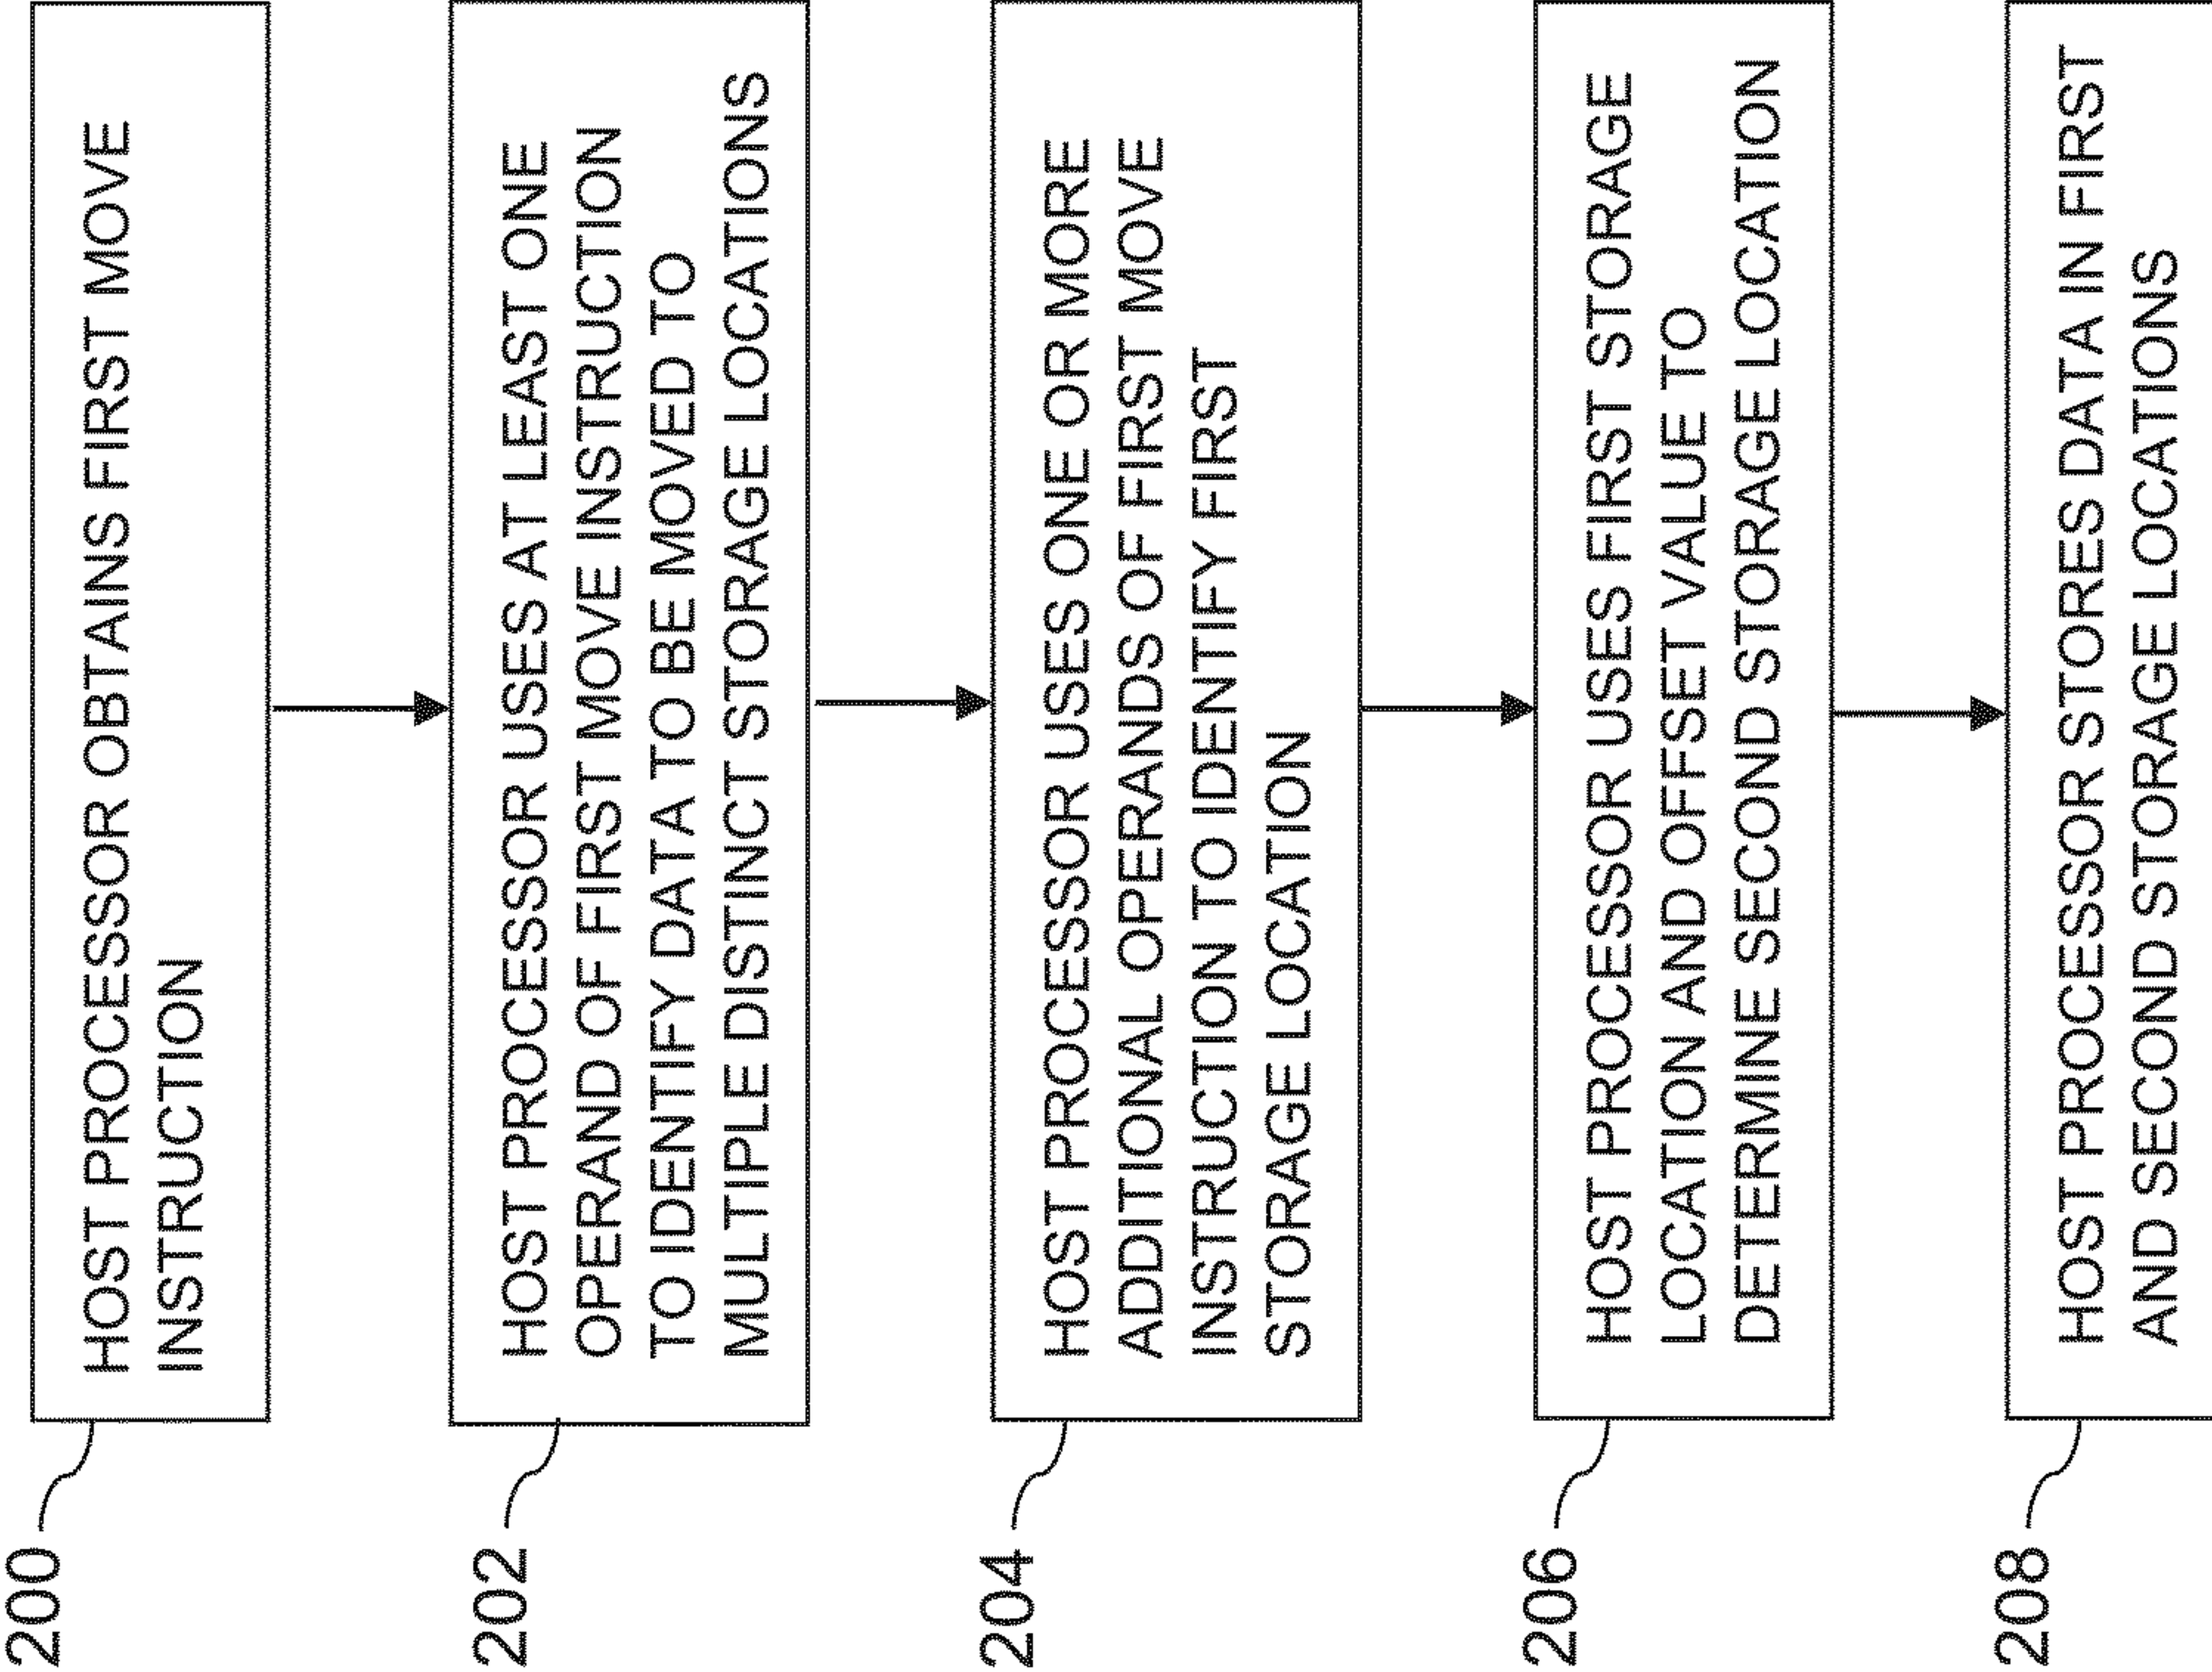 200
HOST PROCESSOR OBTAINS FIRST MOVE
INSTRUCTION
202
HOST PROCESSOR USES AT LEAST ONE
OPERAND OF FIRST MOVE INSTRUCTION
TO IDENTIFY DATA TO BE MOVED TO
MULTIPLE DISTINCT STORAGE LOCATIONS
204
HOST PROCESSOR USES ONE OR MORE
ADDITIONAL OPERANDS OF FIRST MOVE
INSTRUCTION TO IDENTIFY FIRST
STORAGE LOCATION
206
HOST PROCESSOR USES FIRST STORAGE
LOCATION AND OFFSET VALUE TO
DETERMINE SECOND STORAGE LOCATION
208
HOST PROCESSOR STORES DATA IN FIRST
AND SECOND STORAGE LOCATIONS